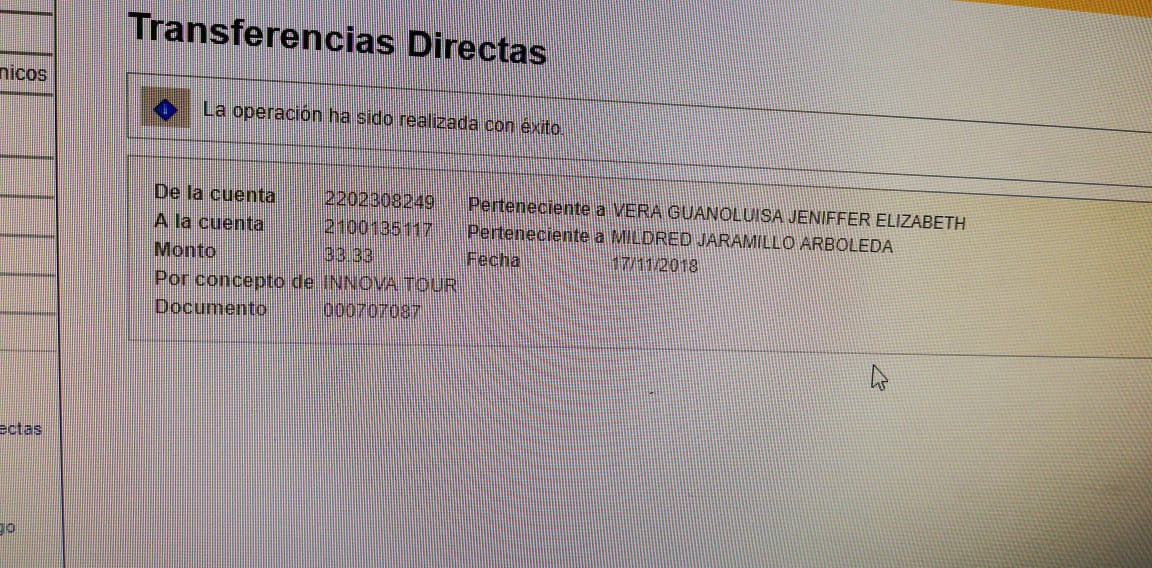 Transferencias Directas
nicos
La operación ha sido realizada con éxito.
De la cuenta 2202308249 Perteneciente a VERA GUANOLUISA JENIFFER ELIZABETH
A la cuenta 2100135117 Perteneciente a MILDRED JARAMILLO ARBOLEDA
Monto 33.33 Fecha 17/11/2018
Por concepto de INNOVA TOUR
Documento 000707087
ectas
go